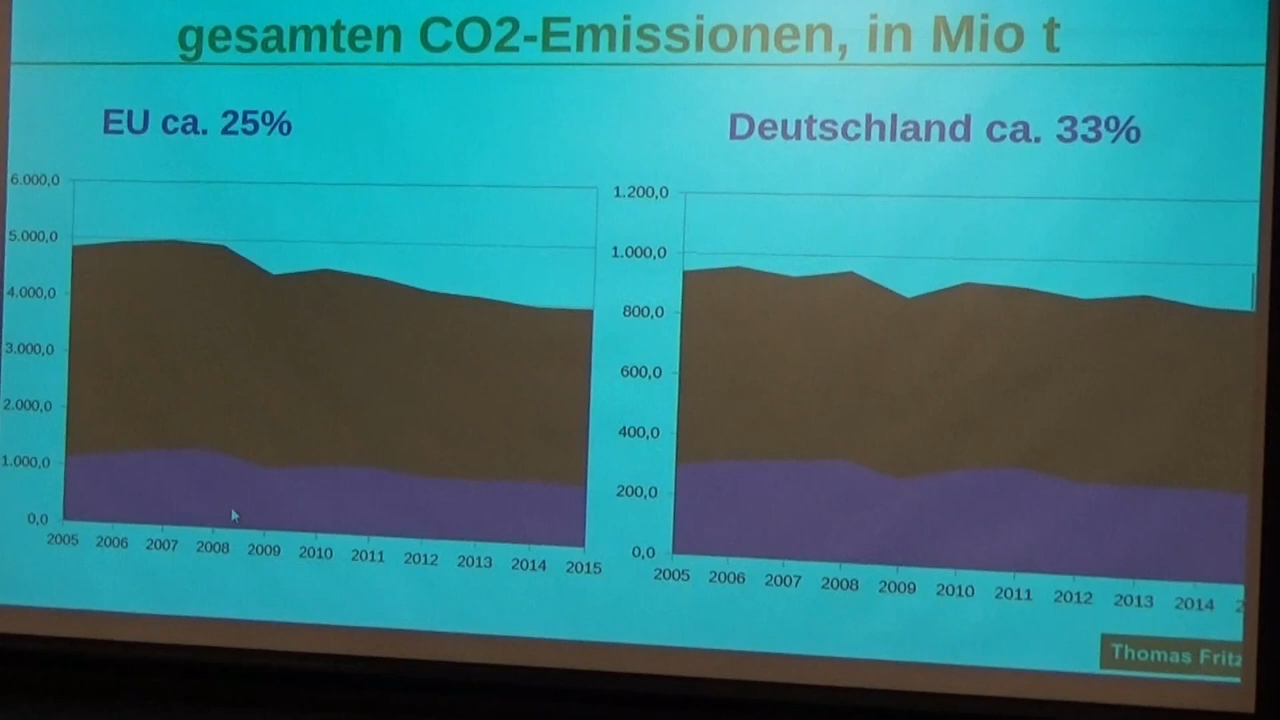 gesamten CO2-Emissionen, in Mio t
EU ca. 25%
Deutschland ca. 33%
6.000,0
5.000,0
4.000,0
3.000,0
2.000,0
1.000,0
0,0
2005 2006 2007 2008 2009 2010 2011 2012 2013 2014 2015
1.200,0
1.000,0
800,0
600,0
400,0
200,0
0,0
2005 2006 2007 2008 2009 2010 2011 2012 2013 2014
Thomas Fritz